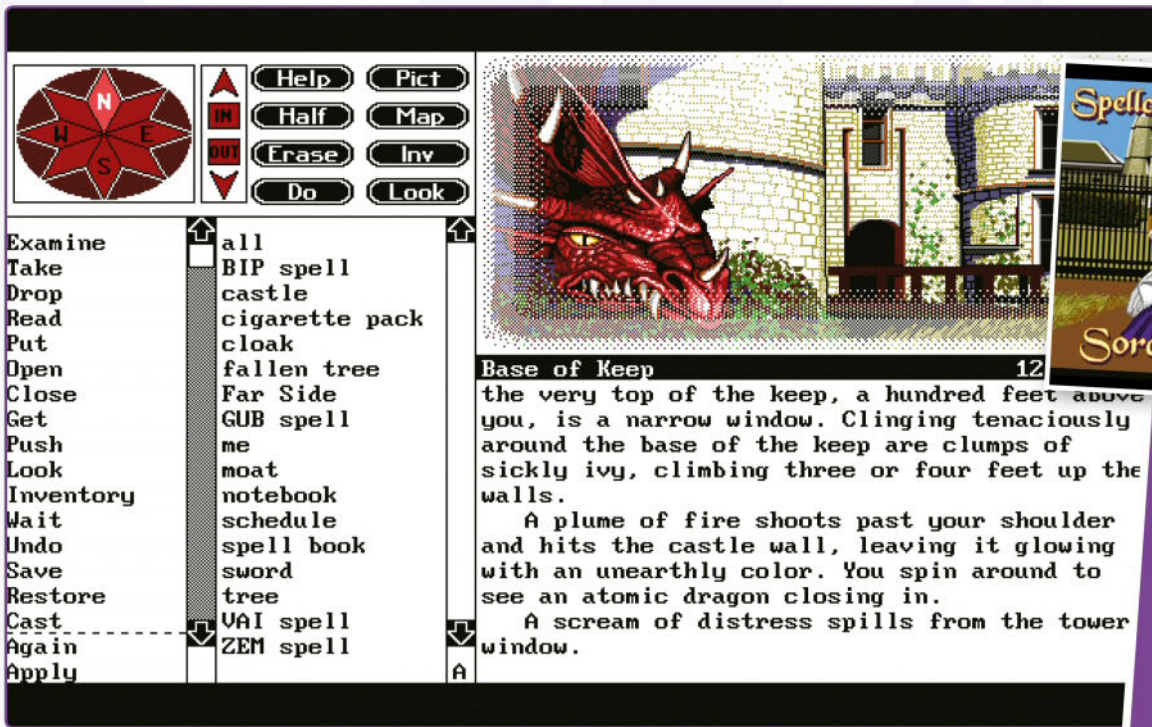 N
W
E
S
IN
OUT
Help
Pict
Half
Map
Erase
Inv
Do
Look
Examine
Take
Drop
Read
Put
Open
Close
Get
Push
Look
Inventory
Wait
Undo
Save
Restore
Cast
Again
Apply
all
BIP spell
castle
cigarette pack
cloak
fallen tree
Far Side
GUB spell
me
moat
notebook
schedule
spell book
sword
tree
VAI spell
ZEM spell
A
Base of Keep 12
the very top of the keep, a hundred feet above
you, is a narrow window. Clinging tenaciously
around the base of the keep are clumps of
sickly ivy, climbing three or four feet up the
walls.
A plume of fire shoots past your shoulder
and hits the castle wall, leaving it glowing
with an unearthly color. You spin around to
see an atomic dragon closing in.
A scream of distress spills from the tower
window.